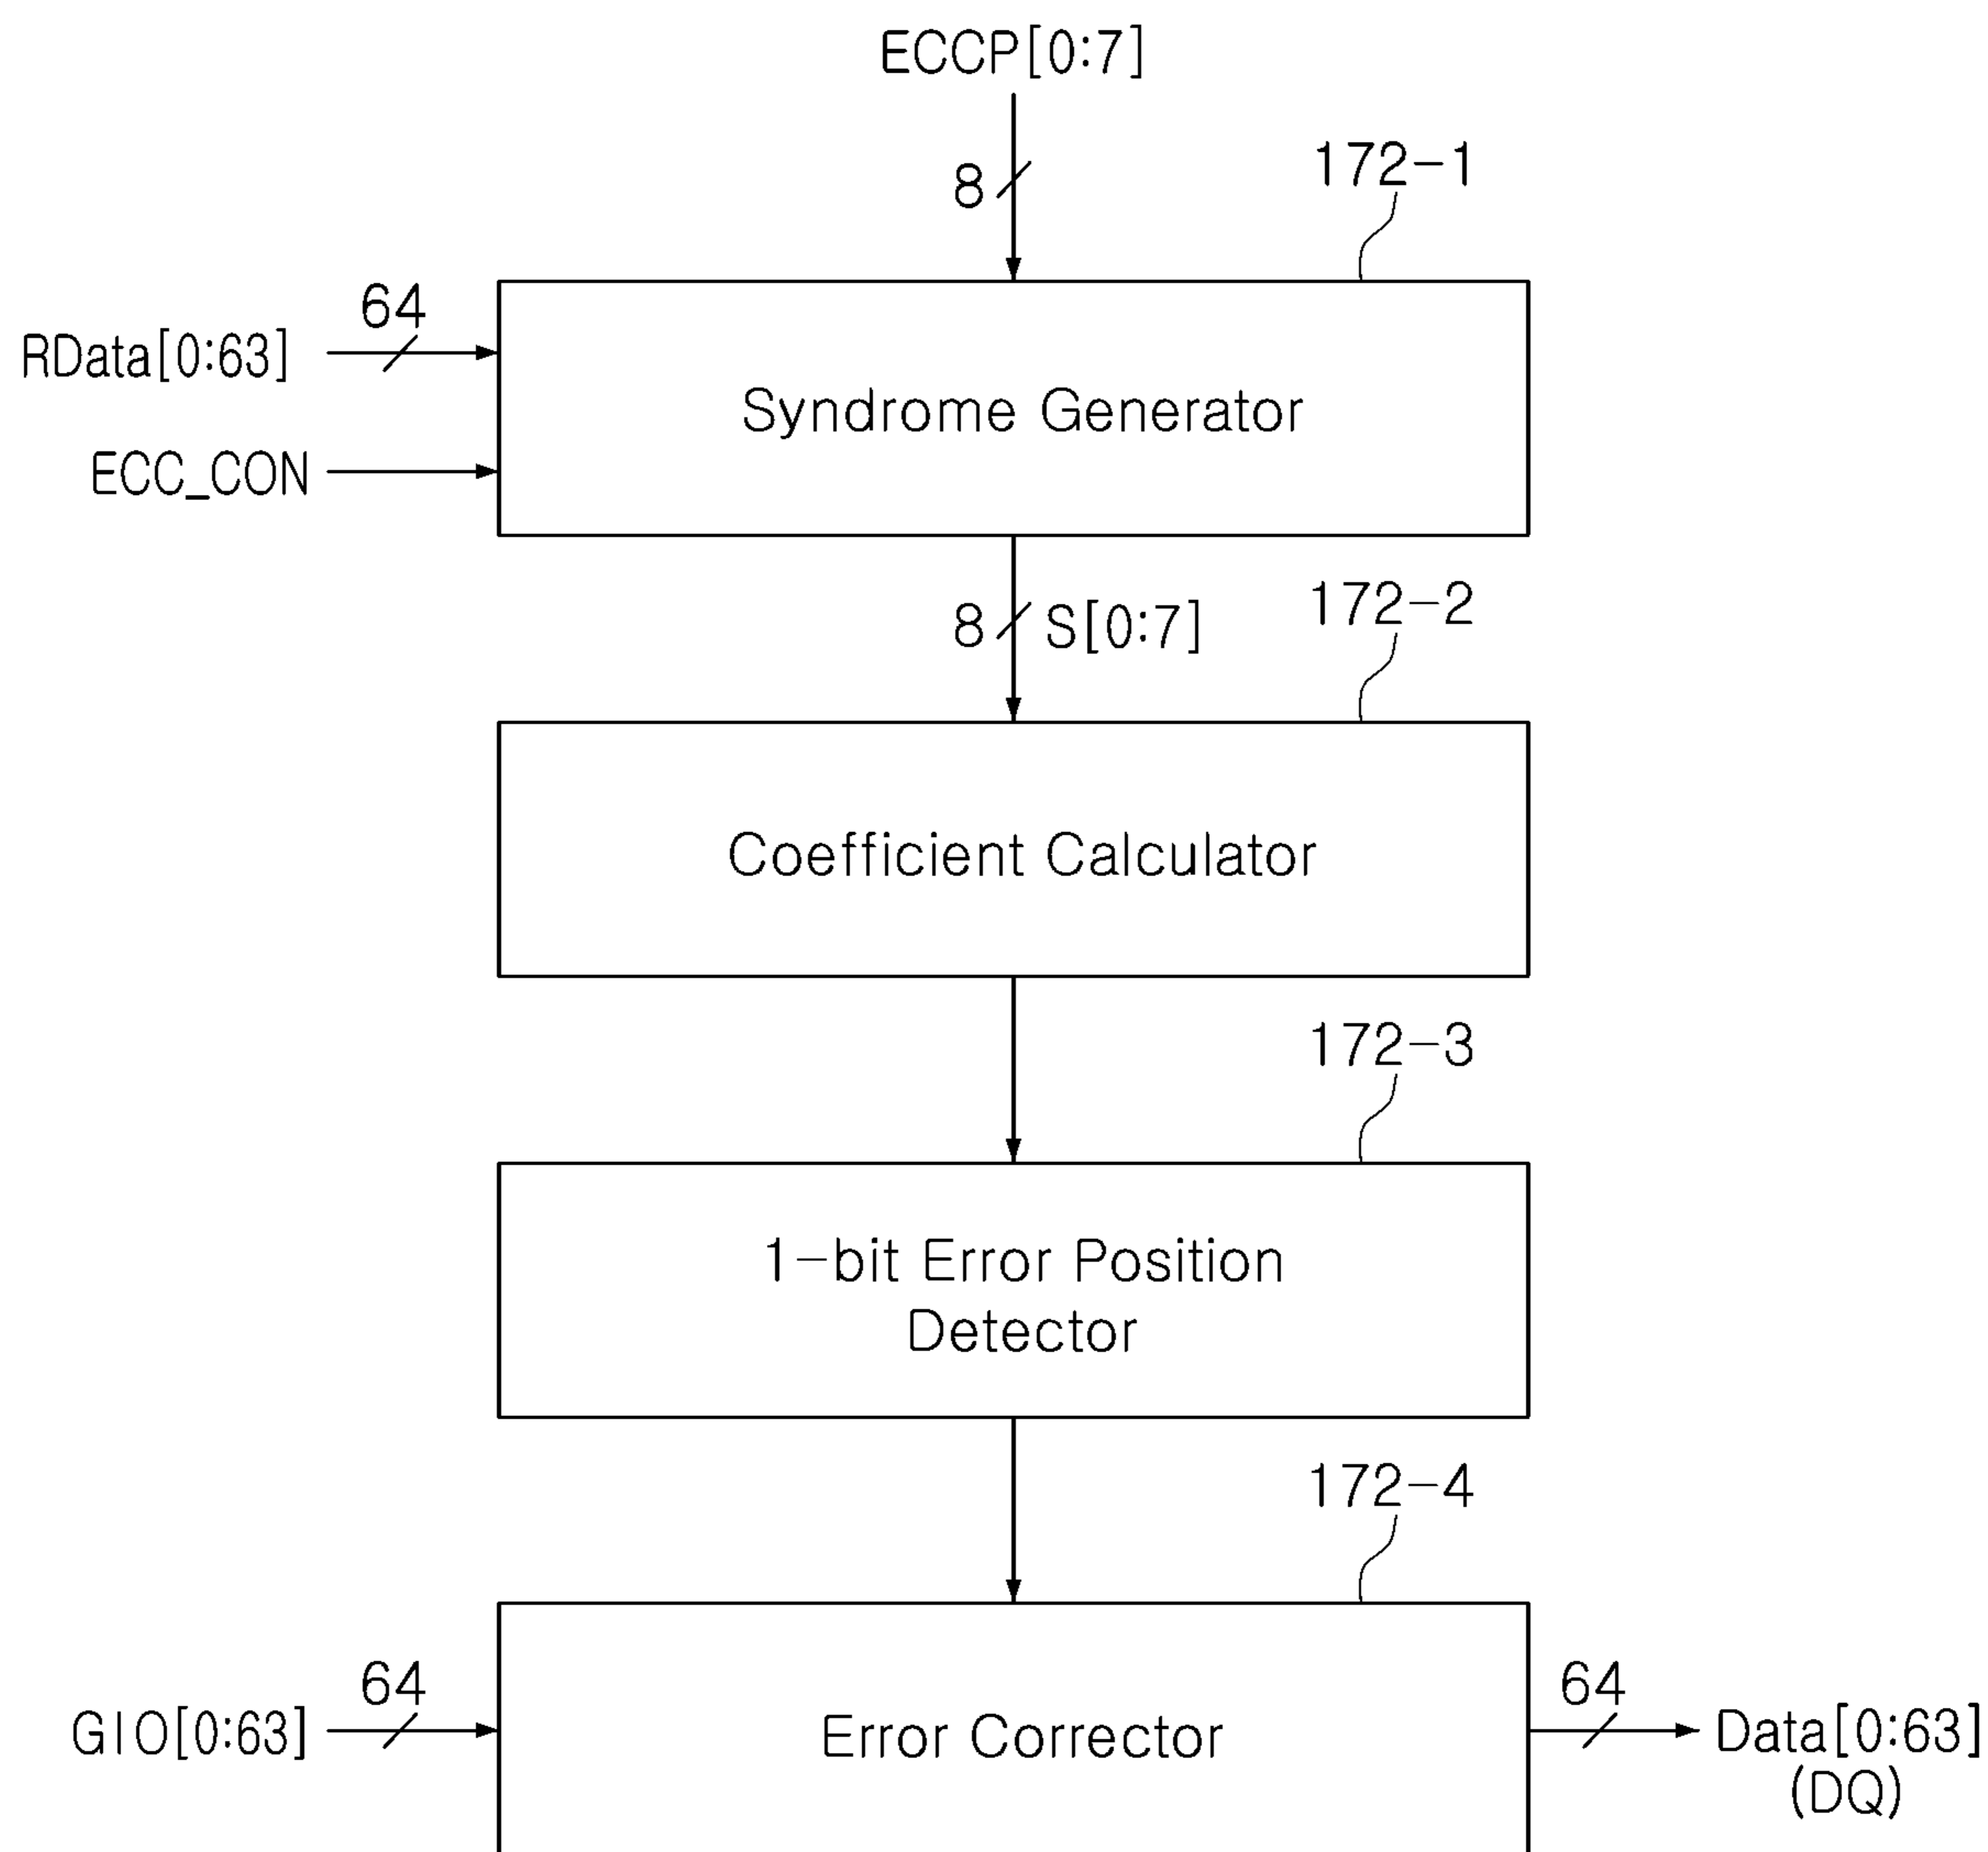 ECCP[0:7]
8
172-1
64
RData[0:63]
ECC_CON
Syndrome Generator
8
S[0:7]
172-2
Coefficient Calculator
172-3
1-bit Error Position
Detector
172-4
64
GIO[0:63]
Error Corrector
64
Data[0:63]
(DQ)